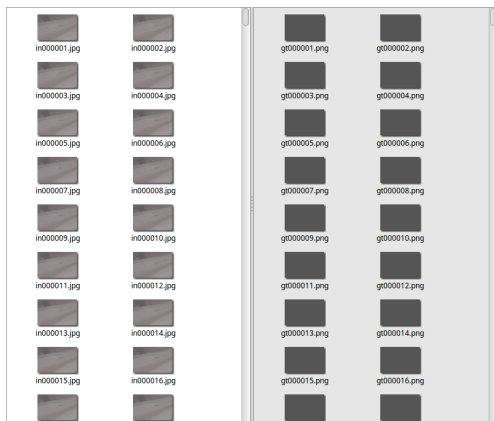 in000001.jpg in000002.jpg
in000003.jpg in000004.jpg
in000005.jpg in000006.jpg
in000007.jpg in000008.jpg
in000009.jpg in000010.jpg
in000011.jpg in000012.jpg
in000013.jpg in000014.jpg
in000015.jpg in000016.jpg
gt000001.png gt000002.png
gt000003.png gt000004.png
gt000005.png gt000006.png
gt000007.png gt000008.png
gt000009.png gt000010.png
gt000011.png gt000012.png
gt000013.png gt000014.png
gt000015.png gt000016.png